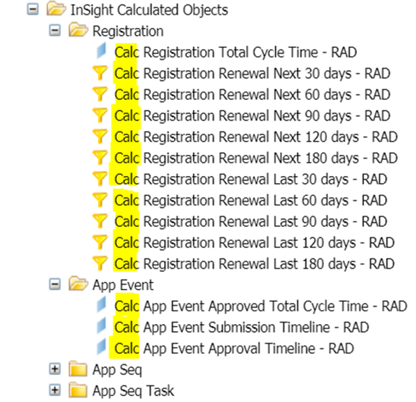 InSight Calculated Objects
Registration
Calc Registration Total Cycle Time - RAD
Calc Registration Renewal Next 30 days - RAD
Calc Registration Renewal Next 60 days - RAD
Calc Registration Renewal Next 90 days - RAD
Calc Registration Renewal Next 120 days - RAD
Calc Registration Renewal Next 180 days - RAD
Calc Registration Renewal Last 30 days - RAD
Calc Registration Renewal Last 60 days - RAD
Calc Registration Renewal Last 90 days - RAD
Calc Registration Renewal Last 120 days - RAD
Calc Registration Renewal Last 180 days - RAD
App Event
Calc App Event Approved Total Cycle Time - RAD
Calc App Event Submission Timeline - RAD
Calc App Event Approval Timeline - RAD
App Seq
App Seq Task